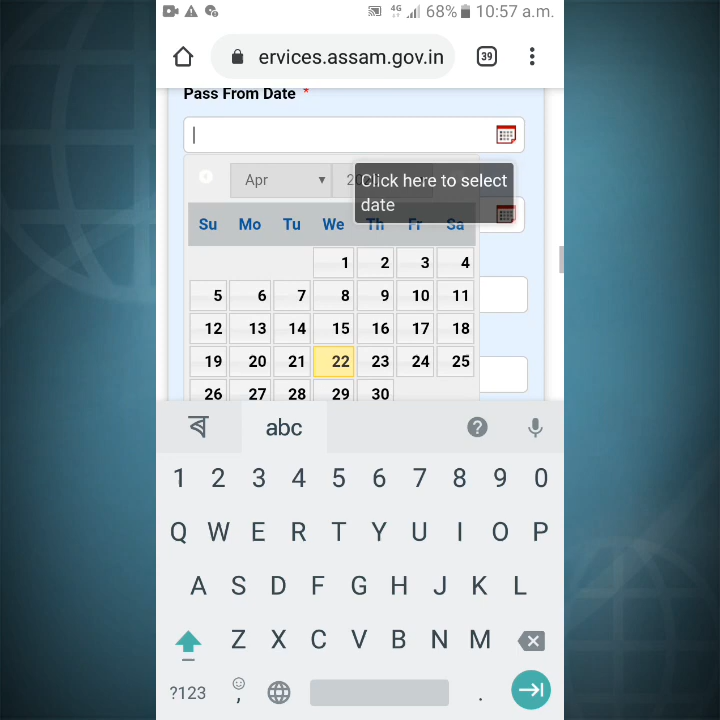 4G 68% 10:57 a.m.
ervices.assam.gov.in 39
Pass From Date *
Apr
Click here to select
date
Su Mo Tu We Th Fr Sa
1 2 3 4
5 6 7 8 9 10 11
12 13 14 15 16 17 18
19 20 21 22 23 24 25
26 27 28 29 30
ৰ abc ?
1 2 3 4 5 6 7 8 9 0
Q W E R T Y U I O P
A S D F G H J K L
Z X C V B N M
?123 , .